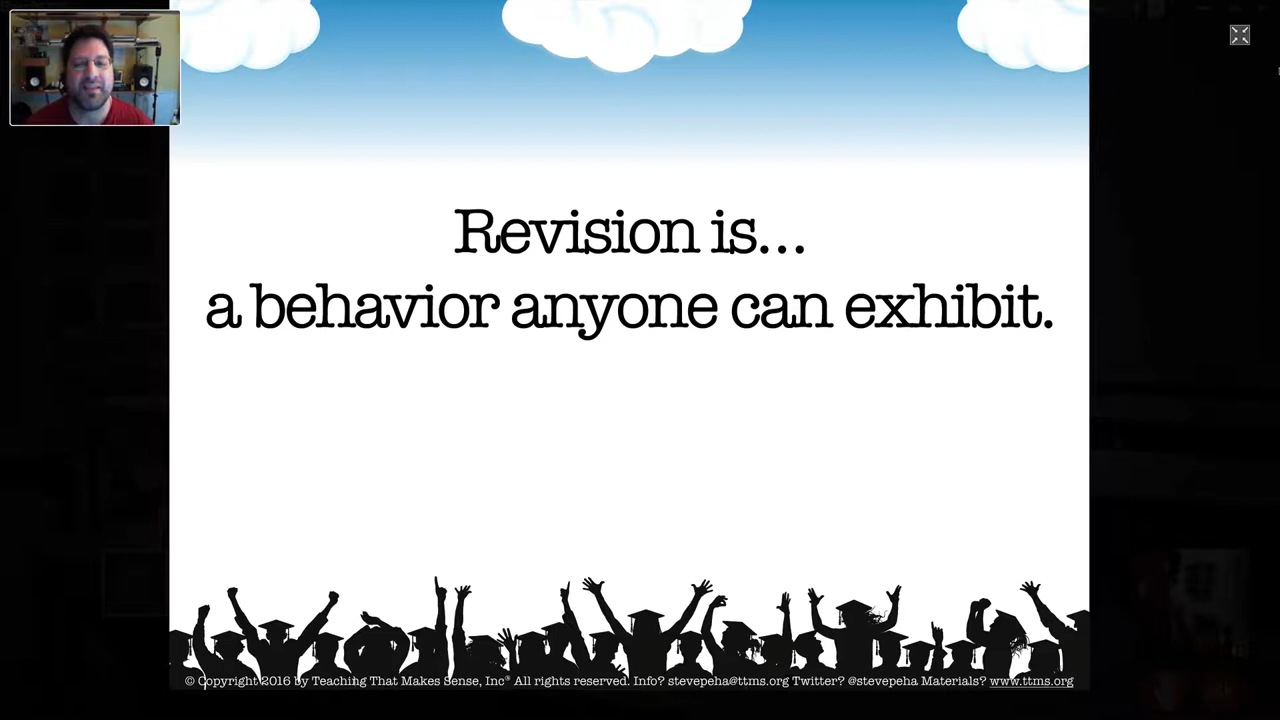 Revision is...
a behavior anyone can exhibit.
© Copyright 2016 by Teaching That Makes Sense, Inc® All rights reserved. Info? stevepeha@ttms.org Twitter? @stevepeha Materials? www.ttms.org